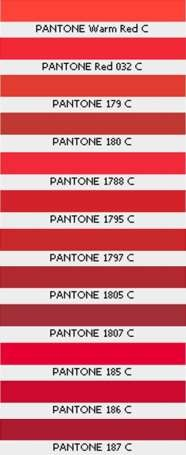 PANTONE Warm Red C
PANTONE Red 032 C
PANTONE 179 C
PANTONE 180 C
PANTONE 1788 C
PANTONE 1795 C
PANTONE 1797 C
PANTONE 1805 C
PANTONE 1807 C
PANTONE 185 C
PANTONE 186 C
PANTONE 187 C